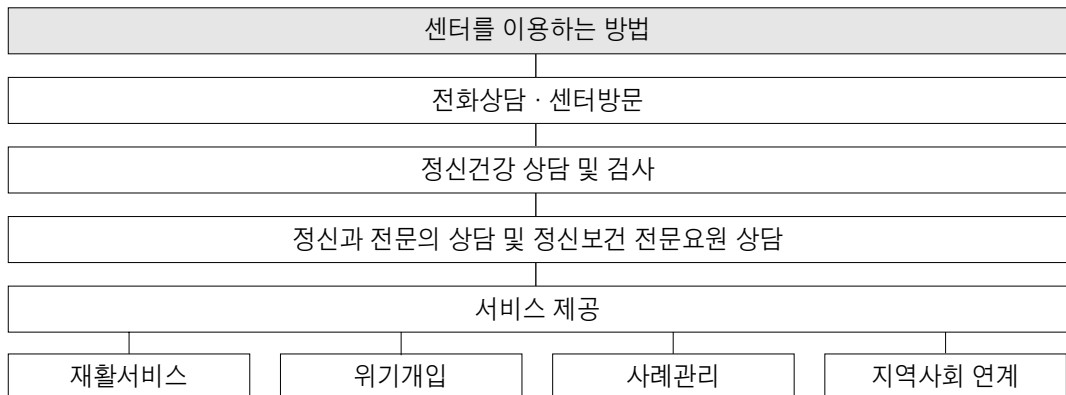 센터를 이용하는 방법
전화상담 · 센터방문
정신건강 상담 및 검사
정신과 전문의 상담 및 정신보건 전문요원 상담
서비스 제공
재활서비스
위기개입
사례관리
지역사회 연계